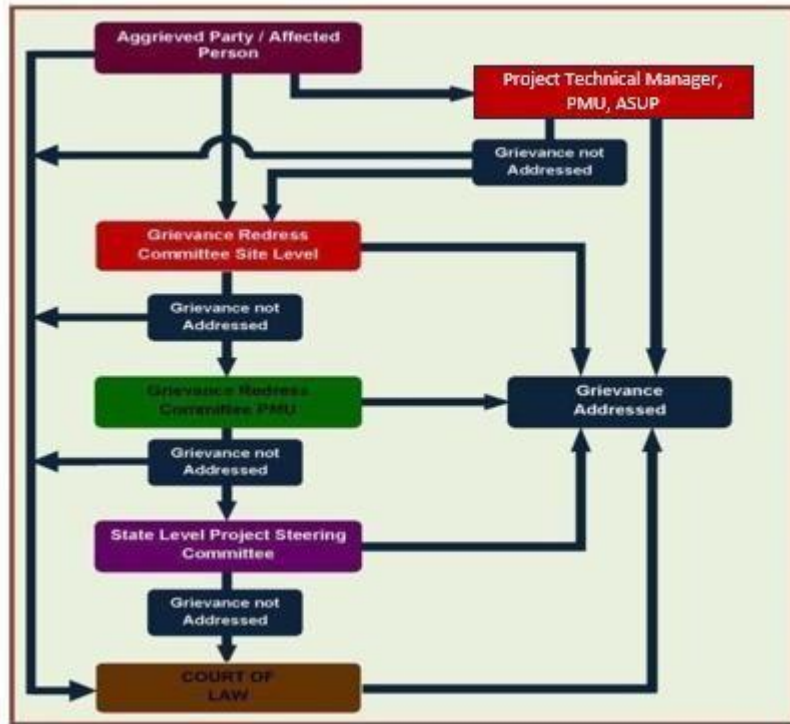 Aggrieved Party / Affected
Person
Project Technical Manager,
PMU, ASUP
Grievance not
Addressed
Grievance Redress
Committee Site Level
Grievance not
Addressed
Grievance Redress
Committee PMU
Grievance
Addressed
Grievance not
Addressed
State Level Project Steering
Committee
Grievance not
Addressed
COURT OF
LAW